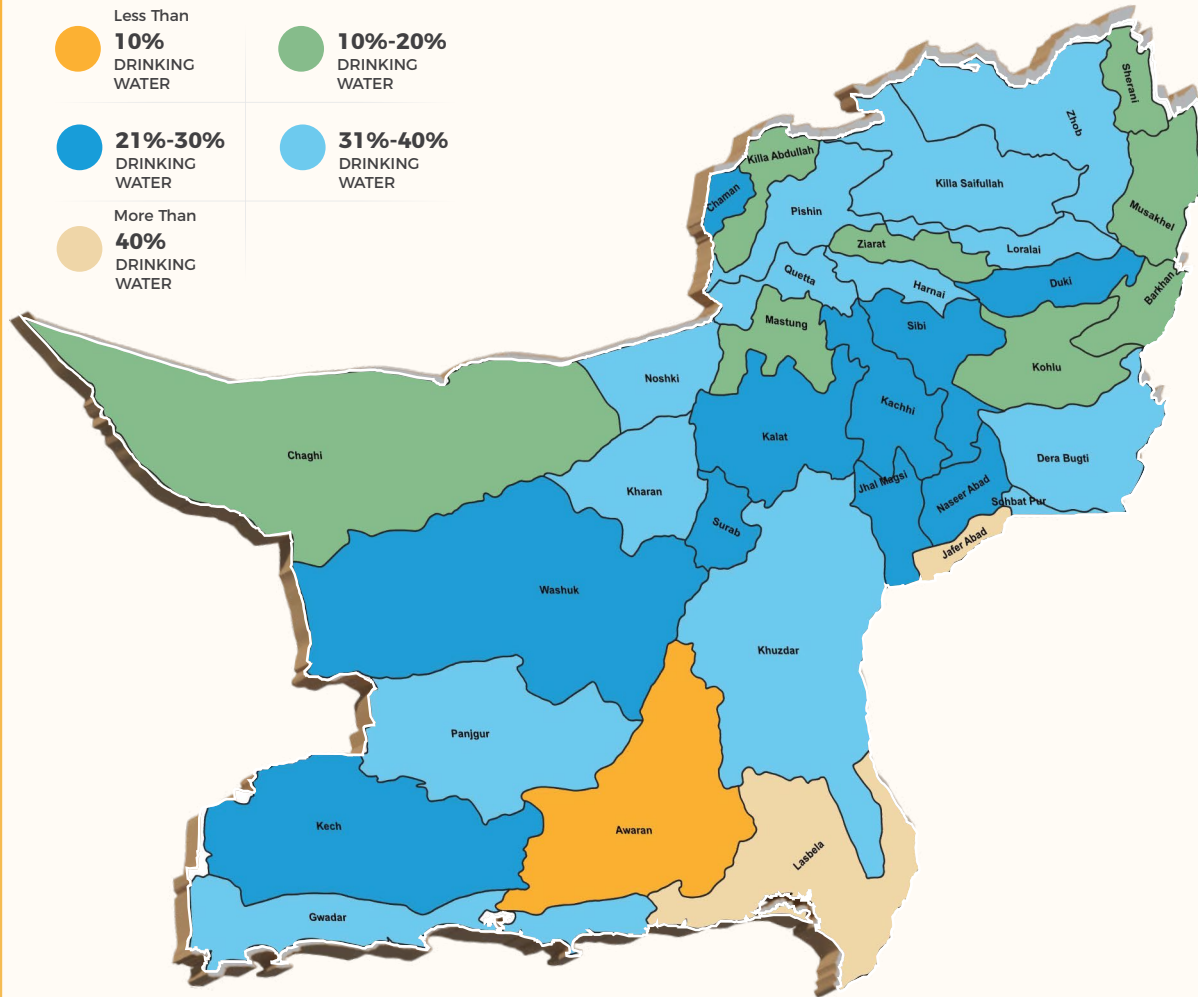 Less Than
10%
DRINKING
WATER
10%-20%
DRINKING
WATER
21%-30%
DRINKING
WATER
31%-40%
DRINKING
WATER
More Than
40%
DRINKING
WATER
Sherani
Zhob
Killa Abdullah
Killa Saifullah
Chaman
Pishin
Musakhel
Ziarat
Loralai
Quetta
Harnai
Duki
Barkhan
Mastung
Sibi
Noshki
Kohlu
Kachhi
Kalat
Chaghi
Dera Bugti
Kharan
Jhal Magsi
Naseer Abad
Sohbat Pur
Surab
Jafer Abad
Washuk
Khuzdar
Panjgur
Kech
Awaran
Lasbela
Gwadar